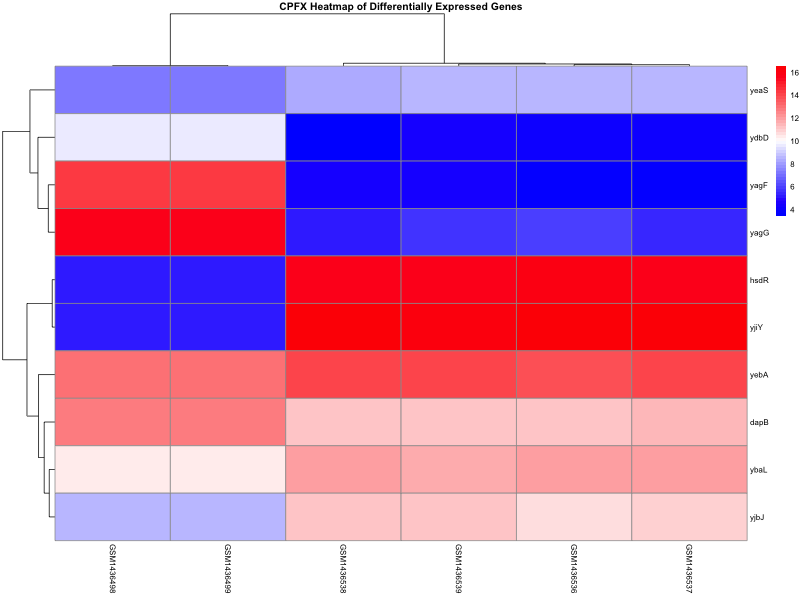 CPFX Heatmap of Differentially Expressed Genes
16
14
12
10
8
6
4
yeaS
ydbD
yagF
yagG
hsdR
yjiY
yebA
dapB
ybaL
yjbJ
GSM1436498
GSM1436499
GSM1436538
GSM1436539
GSM1436536
GSM1436537